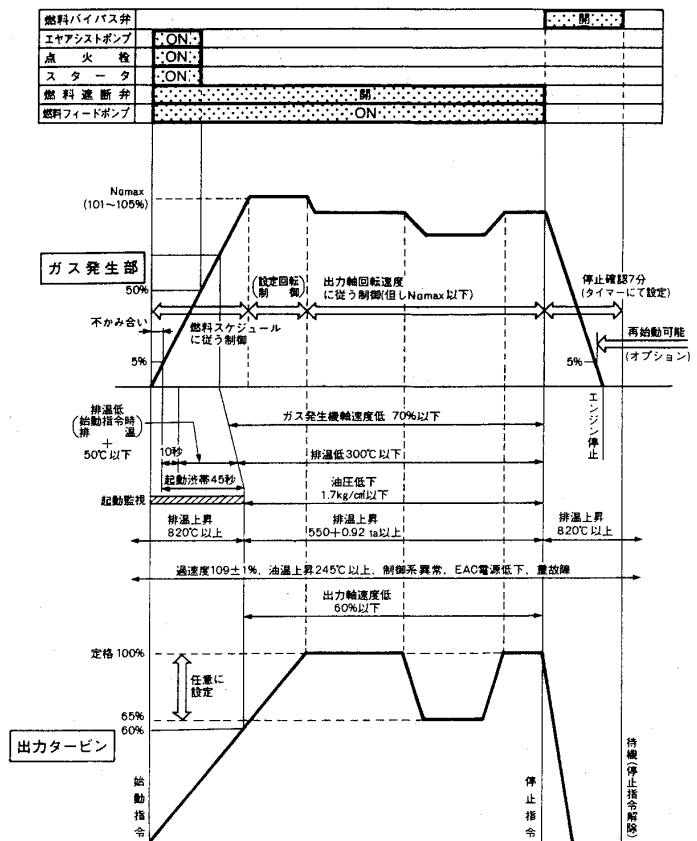 燃料バイパス弁
開
エヤアシストポンプ
ON
点火栓
ON
スタータ
ON
燃料遮断弁
開
燃料フィードポンプ
ON
Nɢmax
(101～105%)
ガス発生部
50%
(設定回転
制御)
出力軸回転速度
に従う制御(但しNɢmax以下)
停止確認7分
(タイマーにて設定)
不かみ合い
燃料スケジュール
に従う制御
再始動可能
(オプション)
5%
5%
排温低
(始動指令時
排温)
+
50℃以下
10秒
起動渋帯45秒
ガス発生機軸速度低 70%以下
排温低300℃以下
エンジン停止
起動監視
油圧低下
1.7kg/c㎡以下
排温上昇
820℃以上
排温上昇
550+0.92 ta以上
排温上昇
820℃以上
過速度109±1%、油温上昇245℃以上、制御系異常、EAC電源低下、重故障
出力軸速度低
60%以下
定格100%
任意に
設定
65%
60%
出力タービン
始動指令
停止指令
待機(停止指令解除)